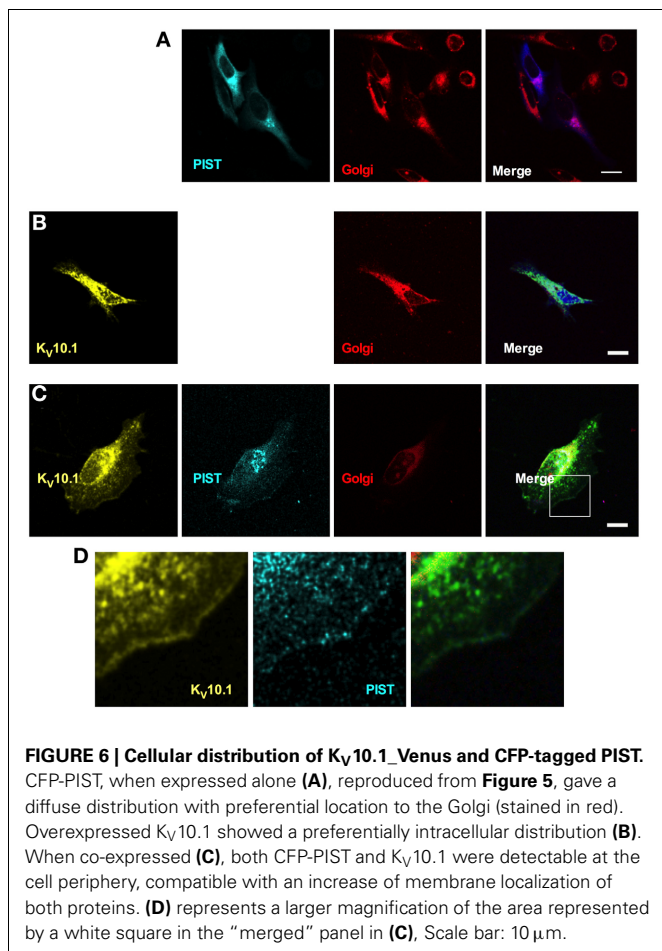 A
PIST
Golgi
Merge
B
Kv10.1
Golgi
Merge
C
Kv10.1
PIST
Golgi
Merge
D
Kv10.1
PIST
FIGURE 6 | Cellular distribution of Kv10.1_Venus and CFP-tagged PIST.
CFP-PIST, when expressed alone (A), reproduced from Figure 5, gave a
diffuse distribution with preferential location to the Golgi (stained in red).
Overexpressed Kv10.1 showed a preferentially intracellular distribution (B).
When co-expressed (C), both CFP-PIST and Kv10.1 were detectable at the
cell periphery, compatible with an increase of membrane localization of
both proteins. (D) represents a larger magnification of the area represented
by a white square in the “merged” panel in (C), Scale bar: 10 μm.